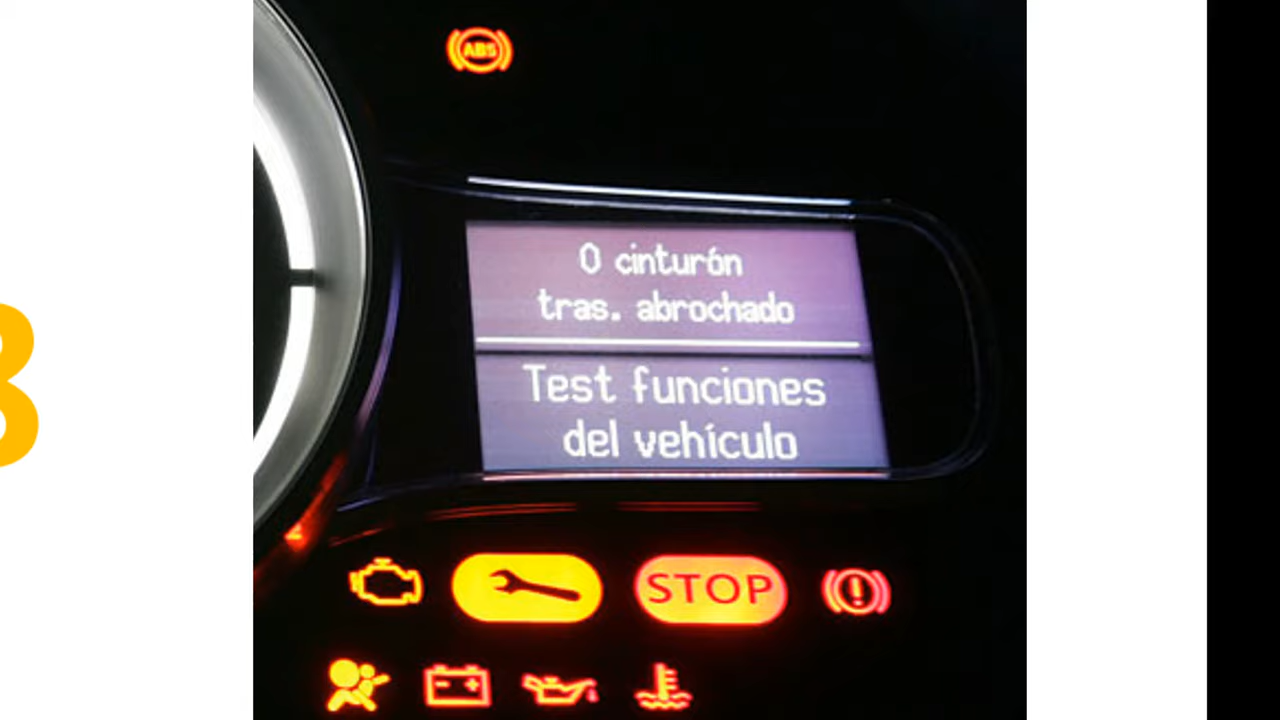 ABS
0 cinturón
tras. abrochado
Test funciones
del vehículo
STOP